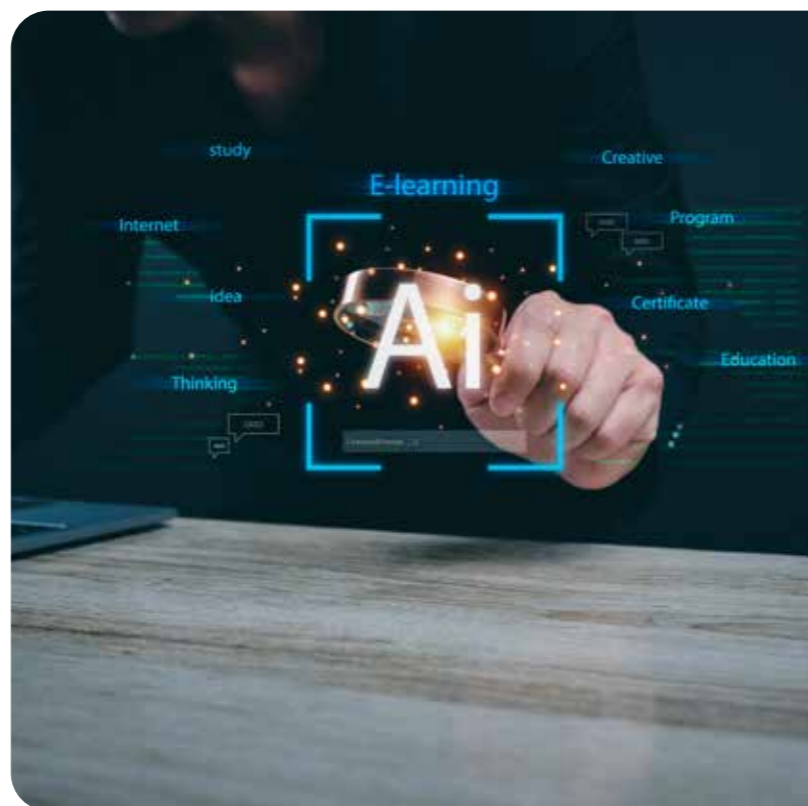 study
Creative
E-learning
Internet
Program
idea
Certificate
Education
Thinking
Ai